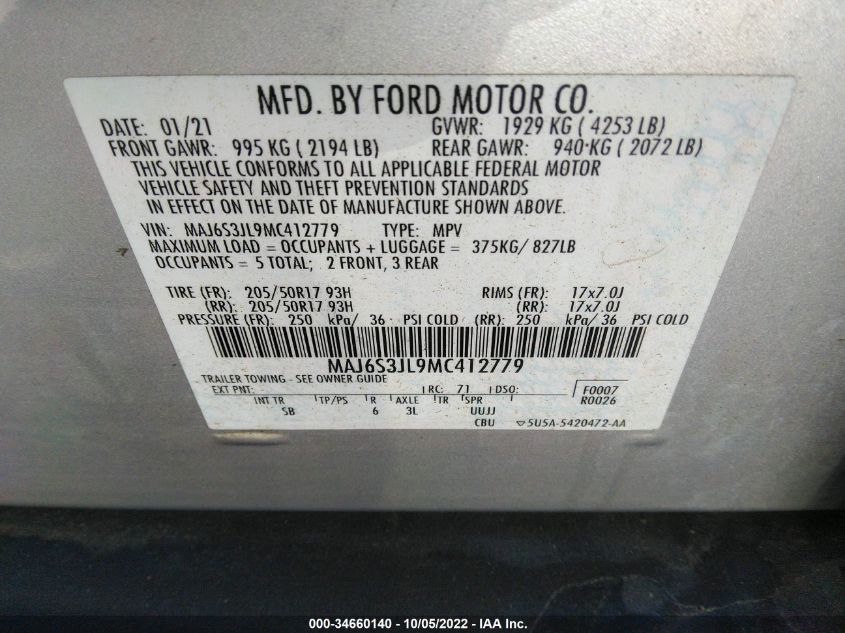 MFD. BY FORD MOTOR CO.
DATE: 01/21 GVWR: 1929 KG ( 4253 LB)
FRONT GAWR: 995 KG ( 2194 LB) REAR GAWR: 940 KG ( 2072 LB)
THIS VEHICLE CONFORMS TO ALL APPLICABLE FEDERAL MOTOR
VEHICLE SAFETY AND THEFT PREVENTION STANDARDS
IN EFFECT ON THE DATE OF MANUFACTURE SHOWN ABOVE.
VIN: MAJ6S3JL9MC412779 TYPE: MPV
MAXIMUM LOAD = OCCUPANTS + LUGGAGE = 375KG/ 827LB
OCCUPANTS = 5 TOTAL; 2 FRONT, 3 REAR
TIRE (FR): 205/50R17 93H RIMS (FR): 17x7.0J
(RR): 205/50R17 93H (RR): 17x7.0J
PRESSURE (FR): 250 kPa/ 36 PSI COLD (RR): 250 kPa/ 36 PSI COLD
MAJ6S3JL9MC412779
TRAILER TOWING - SEE OWNER GUIDE
EXT PNT: RC: 71 DSO: F0007
R0026
INT TR TP/PS R AXLE TR SPR
SB 6 3L UUJJ
CBU ▽5U5A-5420472-AA
000-34660140 - 10/05/2022 - IAA Inc.